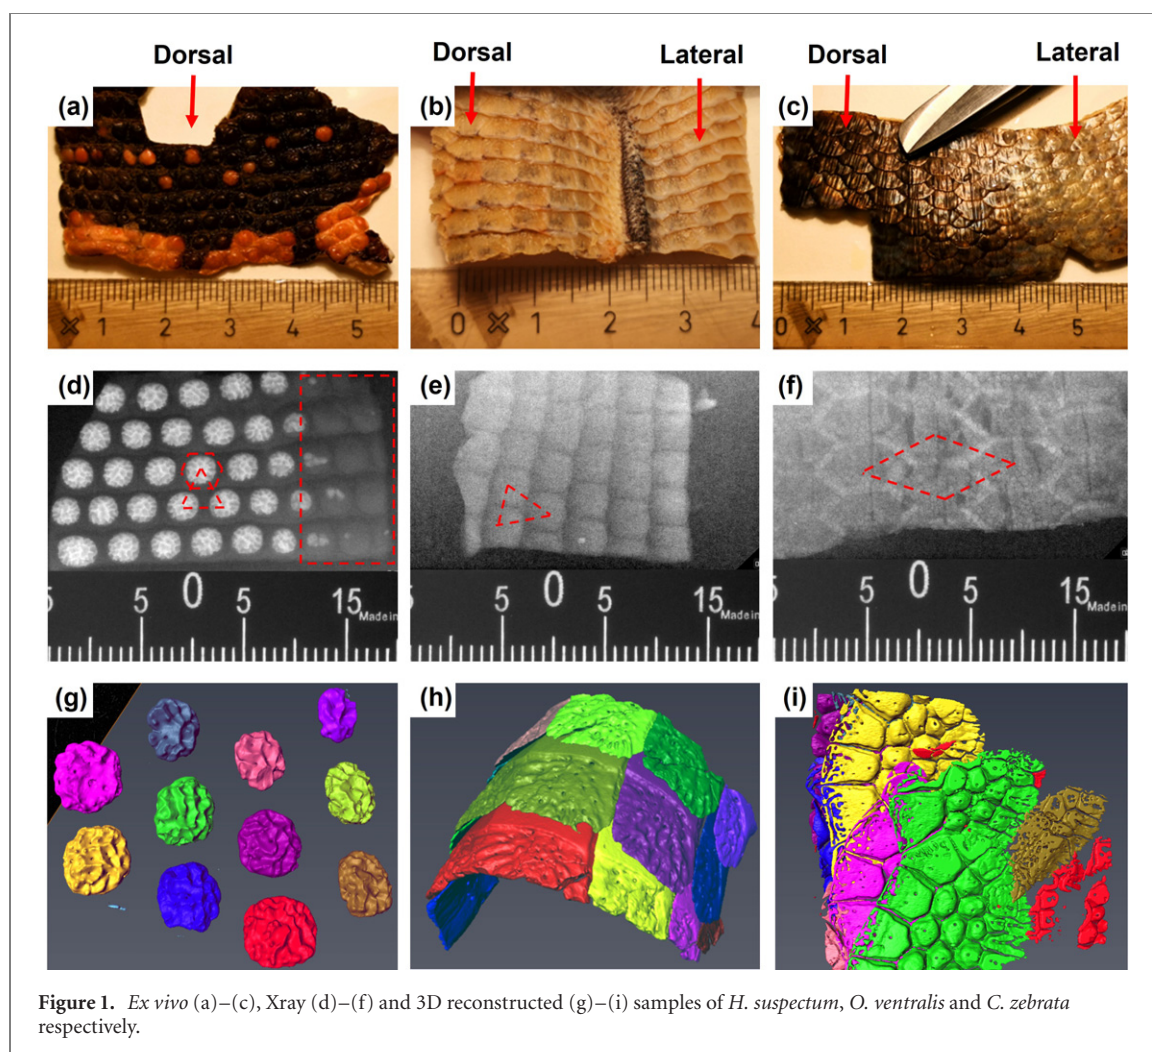 Dorsal
Dorsal
Lateral
Dorsal
Lateral
(a)
(b)
(c)
1 2 3 4 5
0 1 2 3 4
0 1 2 3 4 5
(d)
(e)
(f)
5 5 0 5 15 Made in
5 0 5 15 Made in
5 0 5 15 Made in
(g)
(h)
(i)
Figure 1. Ex vivo (a)–(c), Xray (d)–(f) and 3D reconstructed (g)–(i) samples of H. suspectum, O. ventralis and C. zebrata
respectively.